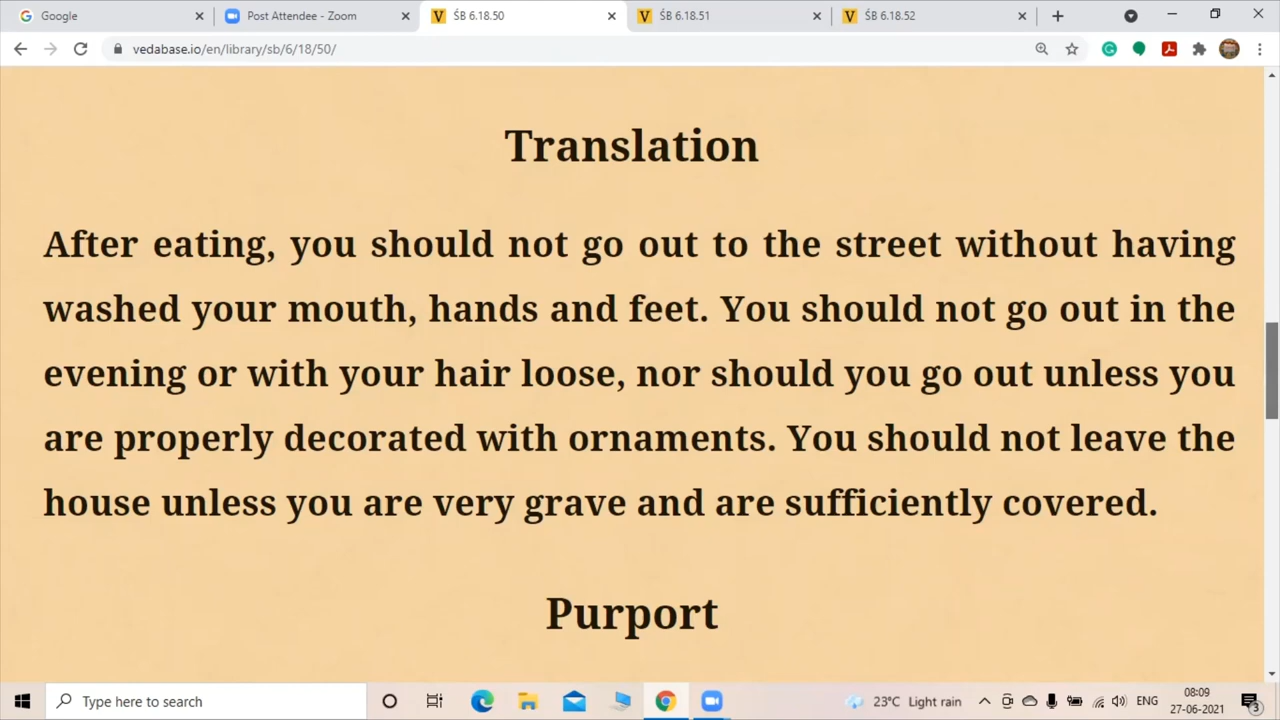 Google
Post Attendee - Zoom
ŚB 6.18.50
ŚB 6.18.51
ŚB 6.18.52
vedabase.io/en/library/sb/6/18/50/
Translation
After eating, you should not go out to the street without having
washed your mouth, hands and feet. You should not go out in the
evening or with your hair loose, nor should you go out unless you
are properly decorated with ornaments. You should not leave the
house unless you are very grave and are sufficiently covered.
Purport
Type here to search
23°C Light rain
ENG
08:09
27-06-2021
3